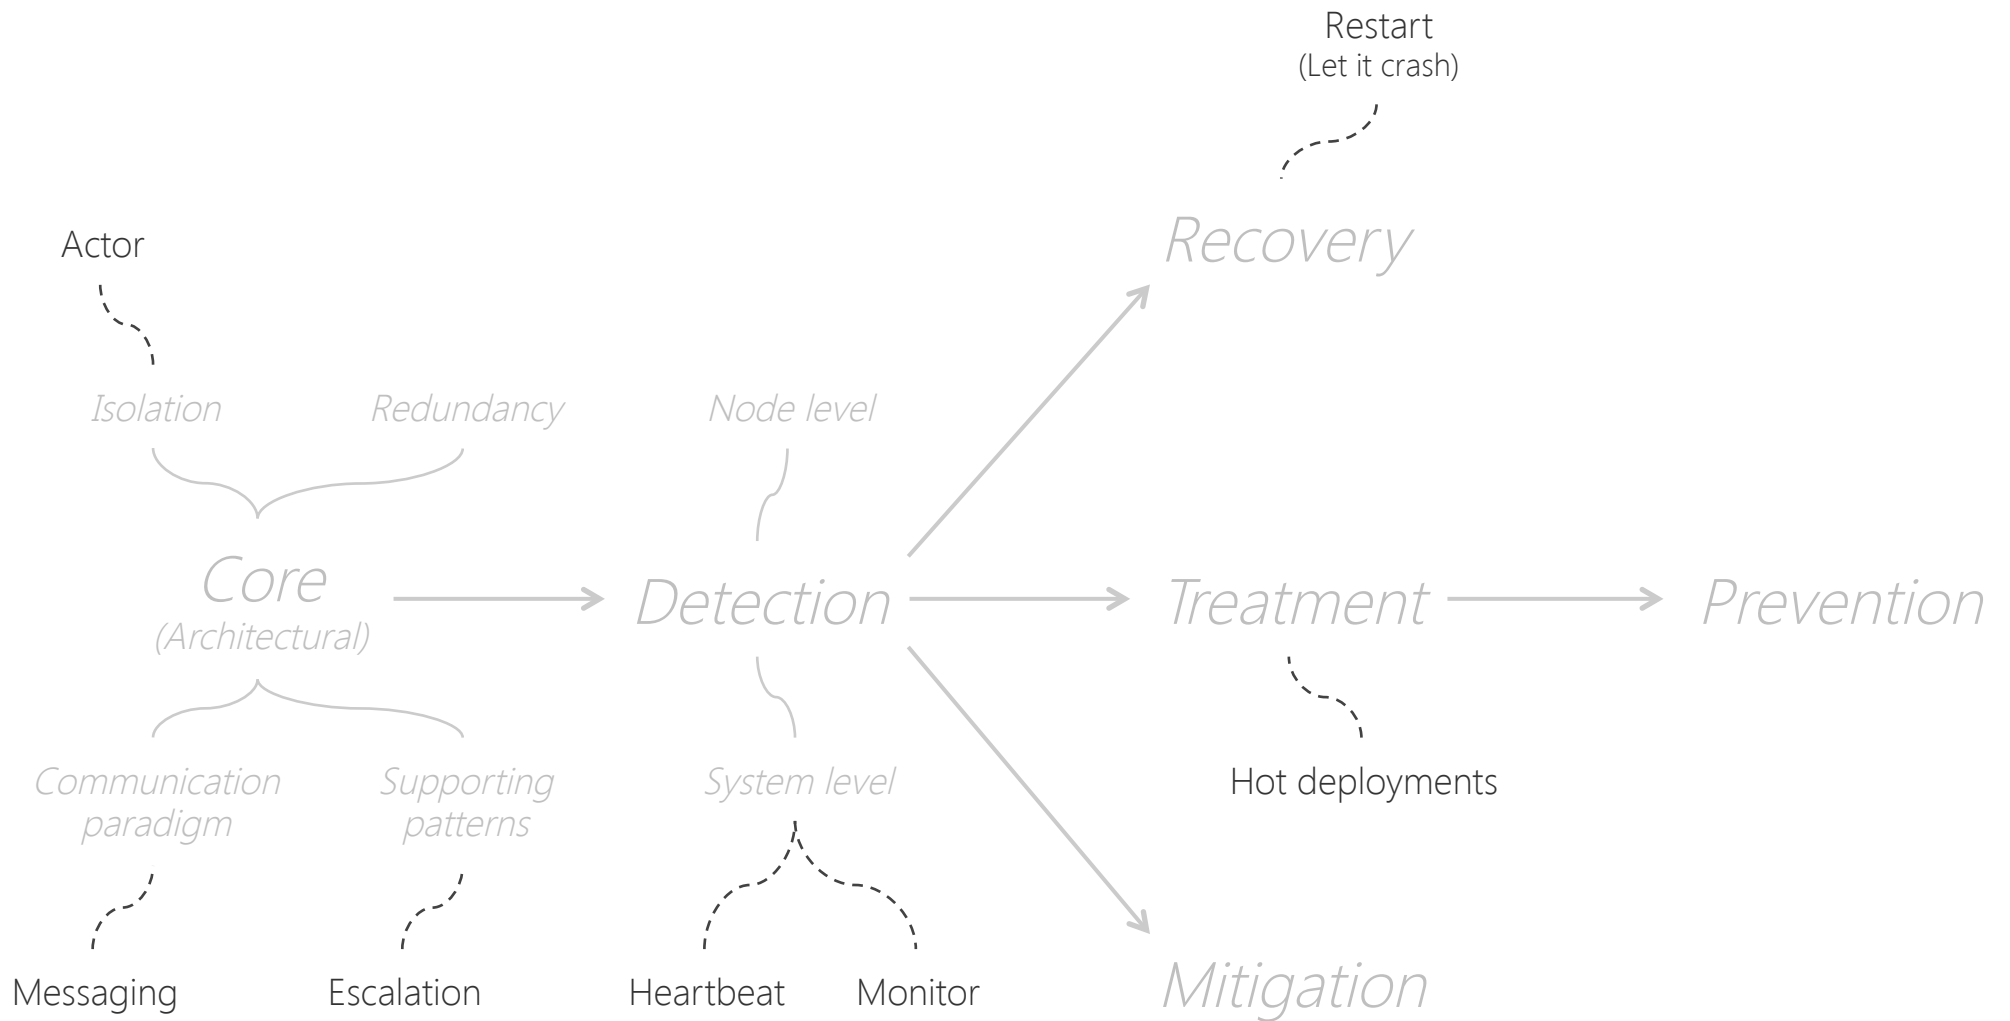 Restart
(Let it crash)
Recovery
Actor
Isolation
Redundancy
Node level
Core
(Architectural)
Detection
Treatment
Prevention
Communication
paradigm
Supporting
patterns
System level
Hot deployments
Messaging
Escalation
Heartbeat
Monitor
Mitigation